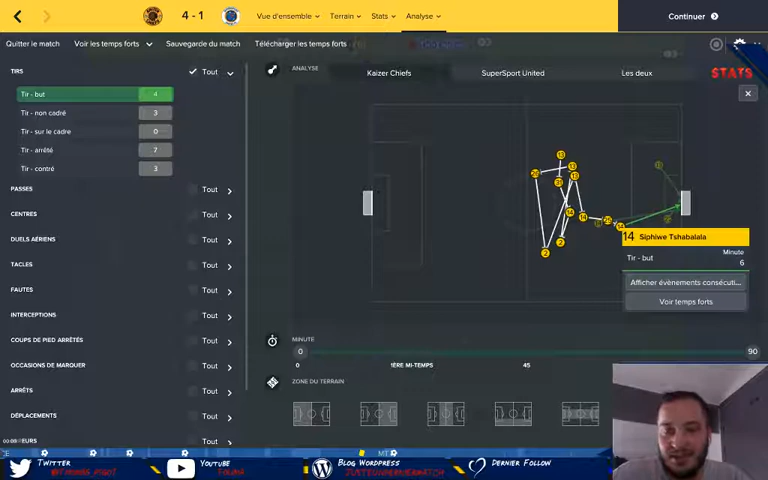 4 - 1
Vue d'ensemble
Terrain
Stats
Analyse
Continuer
Quitter le match
Voir les temps forts
Sauvegarde du match
Télécharger les temps forts
STATS
TIRS
Tout
ANALYSE
Kaizer Chiefs
SuperSport United
Les deux
Tir - but
4
Tir - non cadré
3
Tir - sur le cadre
0
Tir - arrêté
7
Tir - contré
3
PASSES
Tout
CENTRES
Tout
DUELS AÉRIENS
Tout
TACLES
Tout
FAUTES
Tout
INTERCEPTIONS
Tout
COUPS DE PIED ARRÊTÉS
Tout
OCCASIONS DE MARQUER
Tout
ARRÊTS
Tout
DÉPLACEMENTS
Tout
Tout
14 Siphiwe Tshabalala
Tir - but
Minute
6
Afficher évènements consécuti...
Voir temps forts
MINUTE
0
90
0
1ÈRE MI-TEMPS
45
ZONE DU TERRAIN
MT
Twitter
Youtube
Blog Wordpress
Dernier Follow